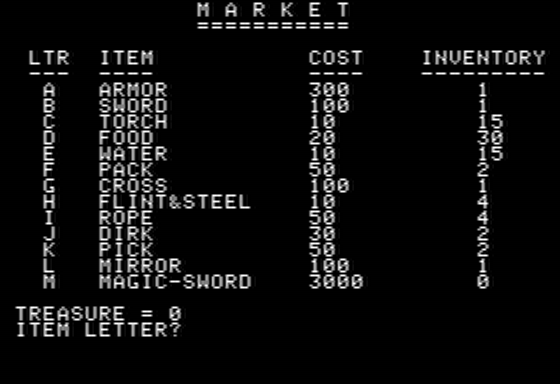 M A R K E T
===========
LTR ITEM COST INVENTORY
--- ---- ---- ---------
A ARMOR 300 1
B SWORD 100 1
C TORCH 10 15
D FOOD 20 30
E WATER 10 15
F PACK 50 2
G CROSS 100 1
H FLINT&STEEL 10 4
I ROPE 50 4
J DIRK 30 2
K PICK 50 2
L MIRROR 100 1
M MAGIC-SWORD 3000 0
TREASURE = 0
ITEM LETTER?